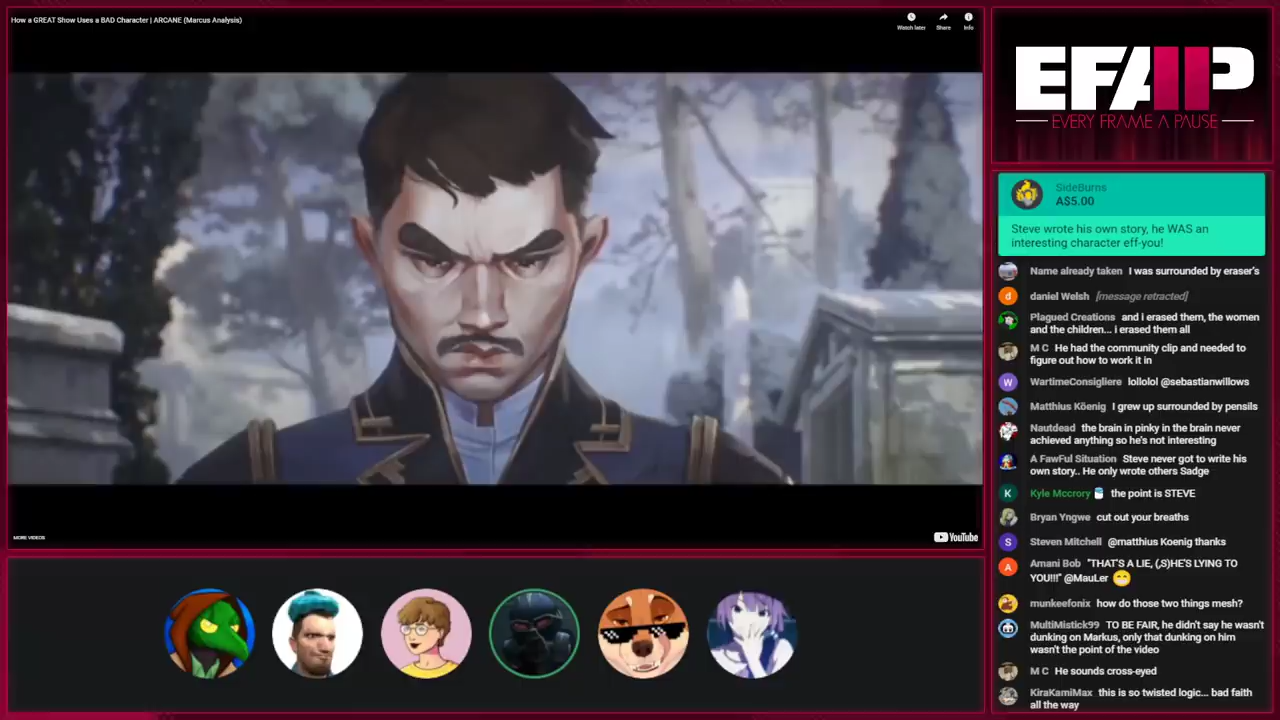 How a GREAT Show Uses a BAD Character | ARCANE (Marcus Analysis)
Watch later
Share
Info
MORE VIDEOS
YouTube
EFAP
EVERY FRAME A PAUSE
SideBurns
A$5.00
Steve wrote his own story, he WAS an
interesting character eff-you!
Name already taken I was surrounded by eraser's
d
daniel Welsh [message retracted]
Plagued Creations and i erased them, the women
and the children... i erased them all
M C He had the community clip and needed to
figure out how to work it in
W
WartimeConsigliere lollolol @sebastianwillows
Matthius Köenig I grew up surrounded by pensils
Nautdead the brain in pinky in the brain never
achieved anything so he's not interesting
A FawFul Situation Steve never got to write his
own story.. He only wrote others Sadge
K
Kyle Mccrory the point is STEVE
Bryan Yngwe cut out your breaths
S
Steven Mitchell @matthius Koenig thanks
A
Amani Bob "THAT'S A LIE, (,S)HE'S LYING TO
YOU!!!" @MauLer
munkeefonix how do those two things mesh?
MultiMistick99 TO BE FAIR, he didn't say he wasn't
dunking on Markus, only that dunking on him
wasn't the point of the video
M C He sounds cross-eyed
KiraKamiMax this is so twisted logic... bad faith
all the way